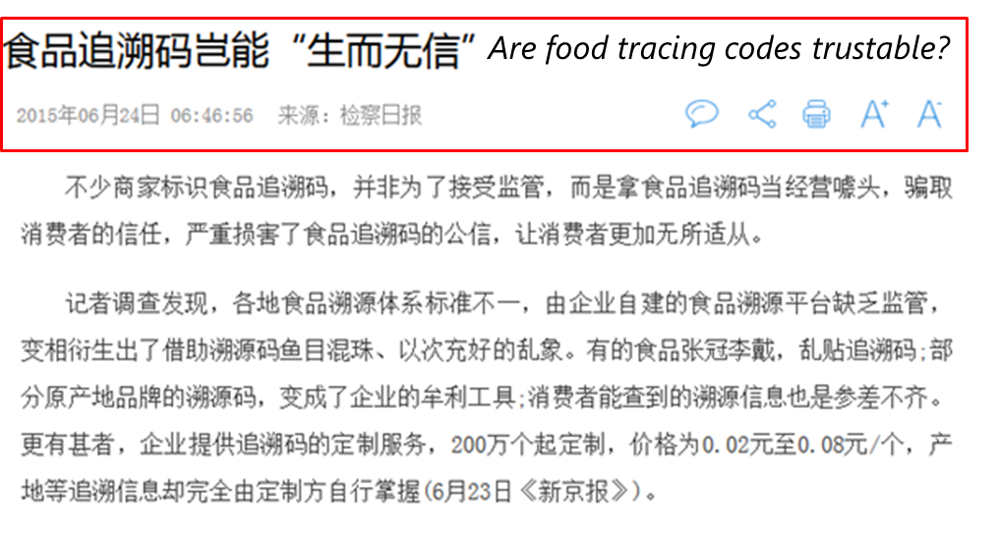 食品追溯码岂能“生而无信” Are food tracing codes trustable?
2015年06月24日 06:46:56 来源：检察日报 A+ A-
不少商家标识食品追溯码，并非为了接受监管，而是拿食品追溯码当经营噱头，骗取
消费者的信任，严重损害了食品追溯码的公信，让消费者更加无所适从。
记者调查发现，各地食品溯源体系标准不一，由企业自建的食品溯源平台缺乏监管，
变相衍生出了借助溯源码鱼目混珠、以次充好的乱象。有的食品张冠李戴，乱贴追溯码;部
分原产地品牌的溯源码，变成了企业的牟利工具;消费者能查到的溯源信息也是参差不齐。
更有甚者，企业提供追溯码的定制服务，200万个起定制，价格为0.02元至0.08元/个，产
地等追溯信息却完全由定制方自行掌握(6月23日《新京报》)。